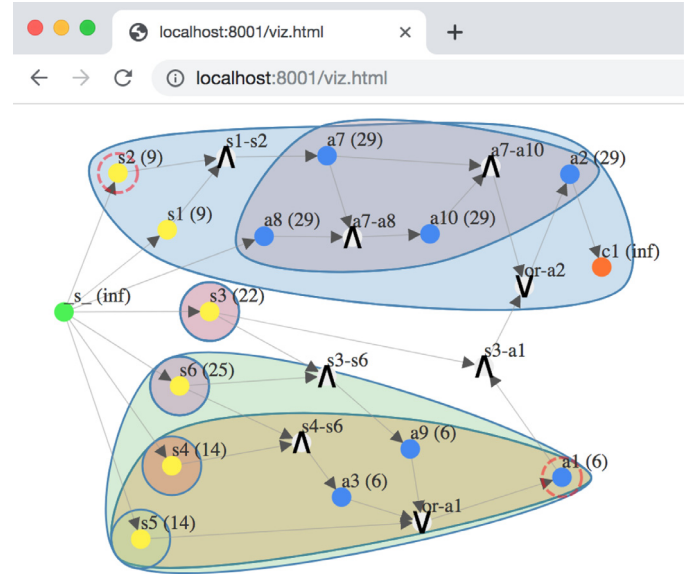 localhost:8001/viz.html × +
localhost:8001/viz.html
s1-s2
a7 (29)
s2 (9)
a7-a10
a2 (29)
s1 (9)
a8 (29)
a7-a8
a10 (29)
c1 (inf)
or-a2
_s_ (inf)
s3 (22)
s3-s6
s3-a1
s6 (25)
s4-s6
a9 (6)
s4 (14)
a3 (6)
a1 (6)
or-a1
s5 (14)